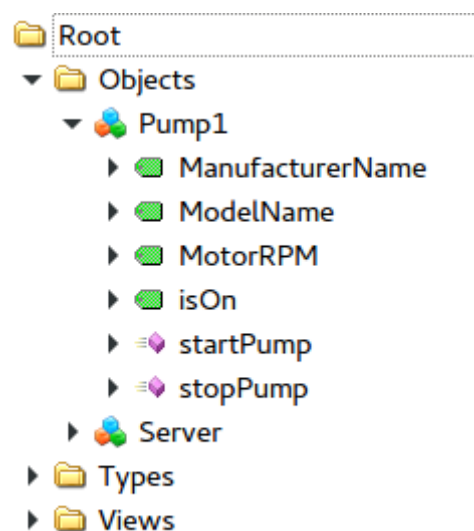 Root
Objects
Pump1
ManufacturerName
ModelName
MotorRPM
isOn
startPump
stopPump
Server
Types
Views